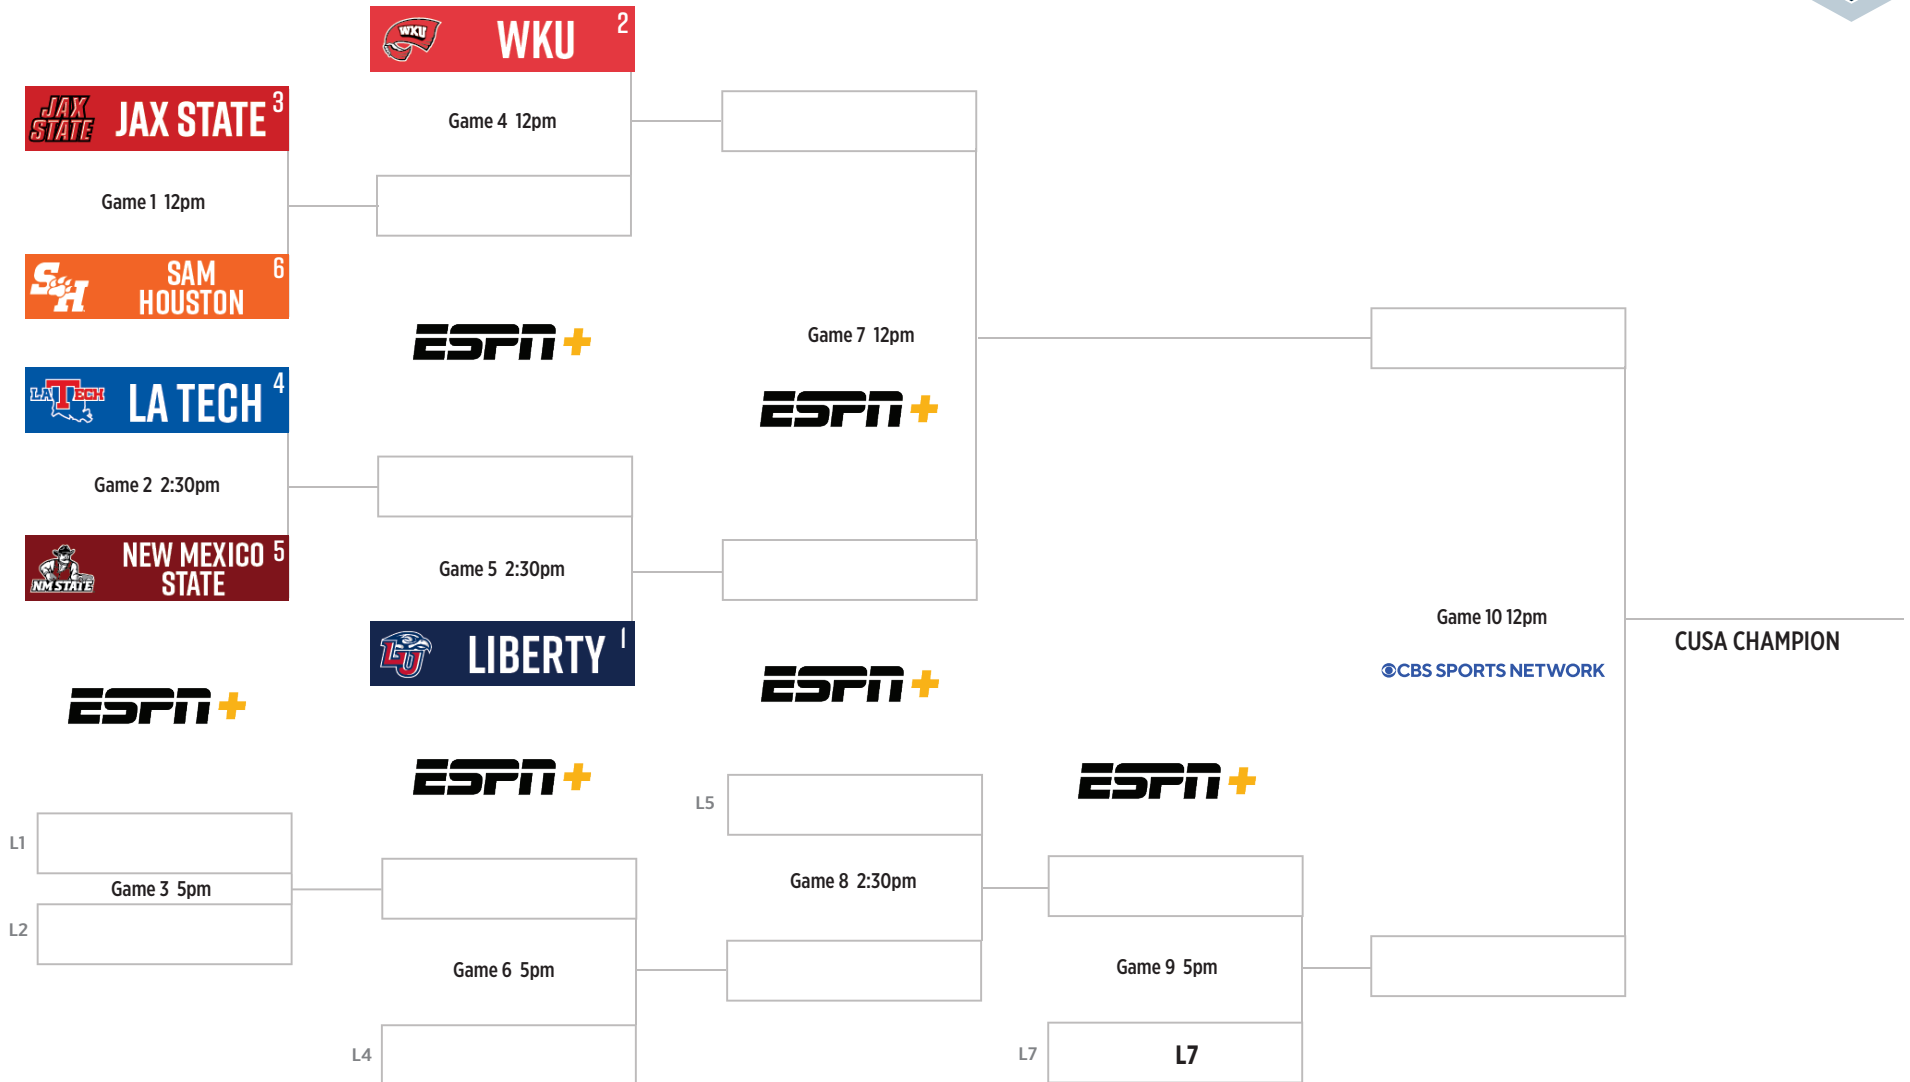 WKU
WKU 2
JAX
STATE
JAX STATE 3
Game 4 12pm
Game 1 12pm
SH
SAM
HOUSTON 6
ESPN+
Game 7 12pm
LA TECH
LA TECH 4
ESPN+
Game 2 2:30pm
NM STATE
NEW MEXICO
STATE 5
Game 5 2:30pm
LU
LIBERTY 1
Game 10 12pm
CUSA CHAMPION
CBS SPORTS NETWORK
ESPN+
ESPN+
ESPN+
ESPN+
L5
L1
Game 3 5pm
L2
Game 8 2:30pm
Game 6 5pm
Game 9 5pm
L4
L7
L7